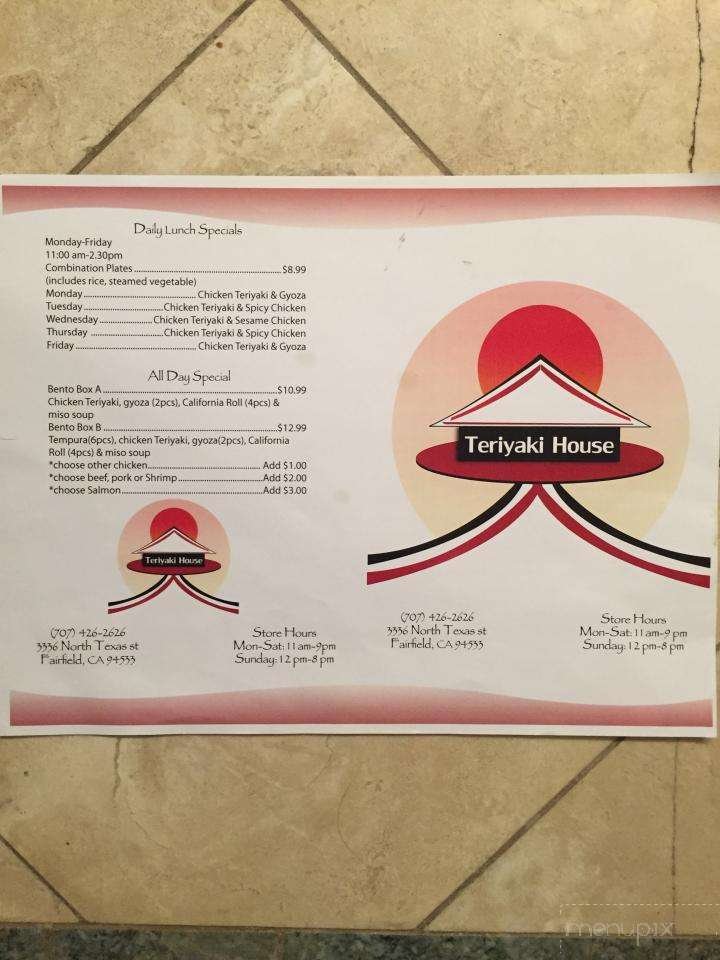 Daily Lunch Specials
Monday-Friday
11:00 am-2.30pm
Combination Plates ........ $8.99
(includes rice, steamed vegetable)
Monday ........ Chicken Teriyaki & Gyoza
Tuesday ........ Chicken Teriyaki & Spicy Chicken
Wednesday ........ Chicken Teriyaki & Sesame Chicken
Thursday ........ Chicken Teriyaki & Spicy Chicken
Friday ........ Chicken Teriyaki & Gyoza
All Day Special
Bento Box A ........ $10.99
Chicken Teriyaki, gyoza (2pcs), California Roll (4pcs) &
miso soup
Bento Box B ........ $12.99
Tempura(6pcs), chicken Teriyaki, gyoza(2pcs), California
Roll (4pcs) & miso soup
*choose other chicken ........ Add $1.00
*choose beef, pork or Shrimp ........ Add $2.00
*choose Salmon ........ Add $3.00
Teriyaki House
(707) 426-2626
3336 North Texas st
Fairfield, CA 94533
Store Hours
Mon-Sat: 11am-9pm
Sunday: 12 pm-8 pm
Teriyaki House
(707) 426-2626
3336 North Texas st
Fairfield, CA 94533
Store Hours
Mon-Sat: 11am-9 pm
Sunday: 12 pm-8 pm
menupix